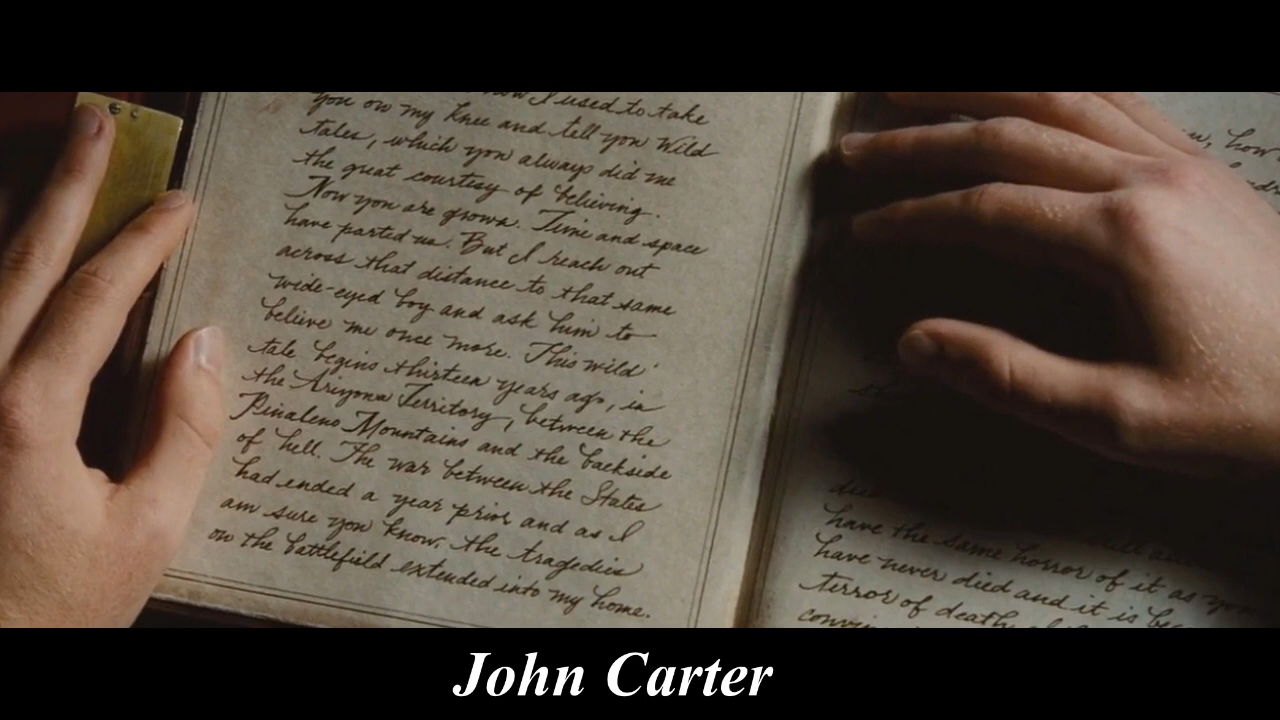 how I used to take
you on my knee and tell you wild
tales, which you always did me
the great courtesy of believing.
Now you are grown. Time and space
have parted us. But I reach out
across that distance to that same
wide-eyed boy and ask him to
believe me once more. This wild
tale begins thirteen years ago, in
the Arizona Territory, between the
Pinaleno Mountains and the backside
of hell. The war between the States
had ended a year prior and as I
am sure you know, the tragedies
on the battlefield extended into my home.
how
have the same horror of it as you
have never died and it is
terror of death,
John Carter